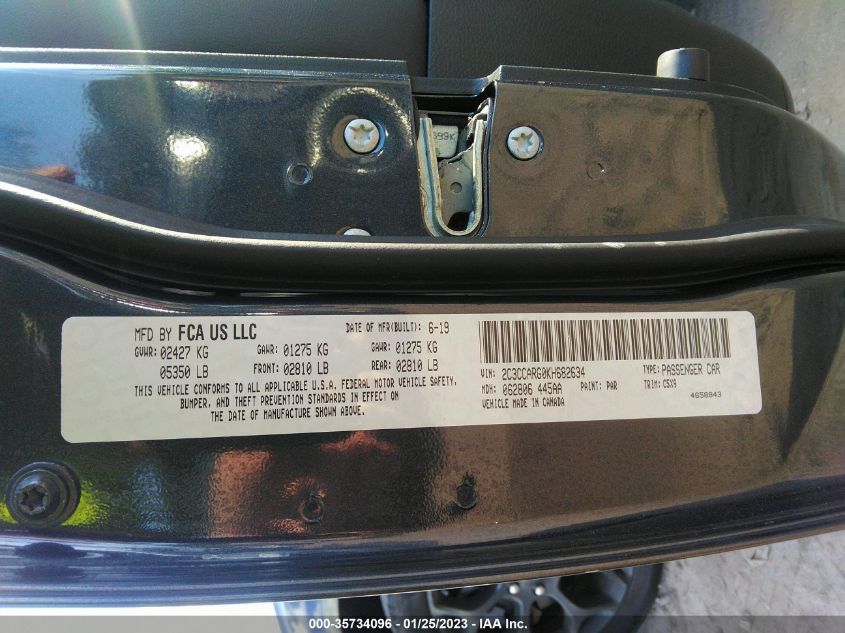 699K
MFD BY FCA US LLC
DATE OF MFR(BUILT): 6-19
GVWR: 02427 KG GAWR: 01275 KG GAWR: 01275 KG
05350 LB FRONT: 02810 LB REAR: 02810 LB
THIS VEHICLE CONFORMS TO ALL APPLICABLE U.S.A. FEDERAL MOTOR VEHICLE SAFETY,
BUMPER, AND THEFT PREVENTION STANDARDS IN EFFECT ON
THE DATE OF MANUFACTURE SHOWN ABOVE.
VIN: 2C3CCARG0KH682634 TYPE: PASSENGER CAR
MDH: 062806 445AA PAINT: PAR TRIM: CSX9
VEHICLE MADE IN CANADA 4658843
000-35734096 — 01/25/2023 — IAA Inc.